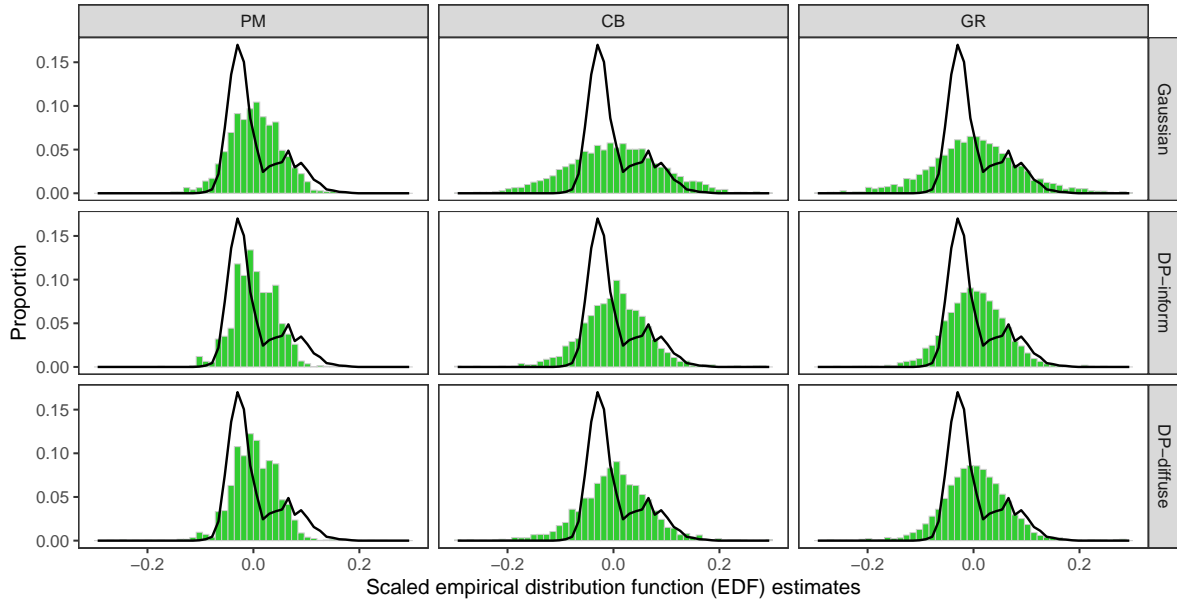 PM
CB
GR
0.15
0.10
0.05
0.00
Gaussian
Proportion
0.15
0.10
0.05
0.00
DP−inform
0.15
0.10
0.05
0.00
DP−diffuse
−0.2
0.0
0.2
−0.2
0.0
0.2
−0.2
0.0
0.2
Scaled empirical distribution function (EDF) estimates